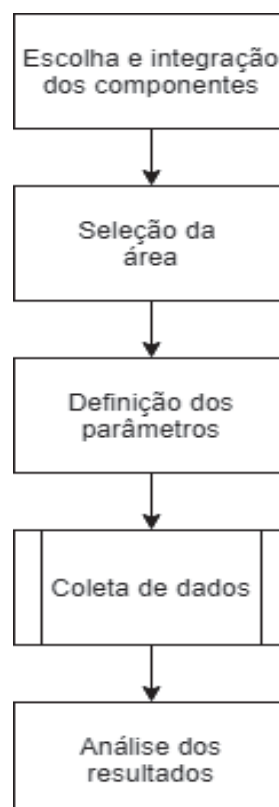 Escolha e integração
dos componentes
Seleção da
área
Definição dos
parâmetros
Coleta de dados
Análise dos
resultados